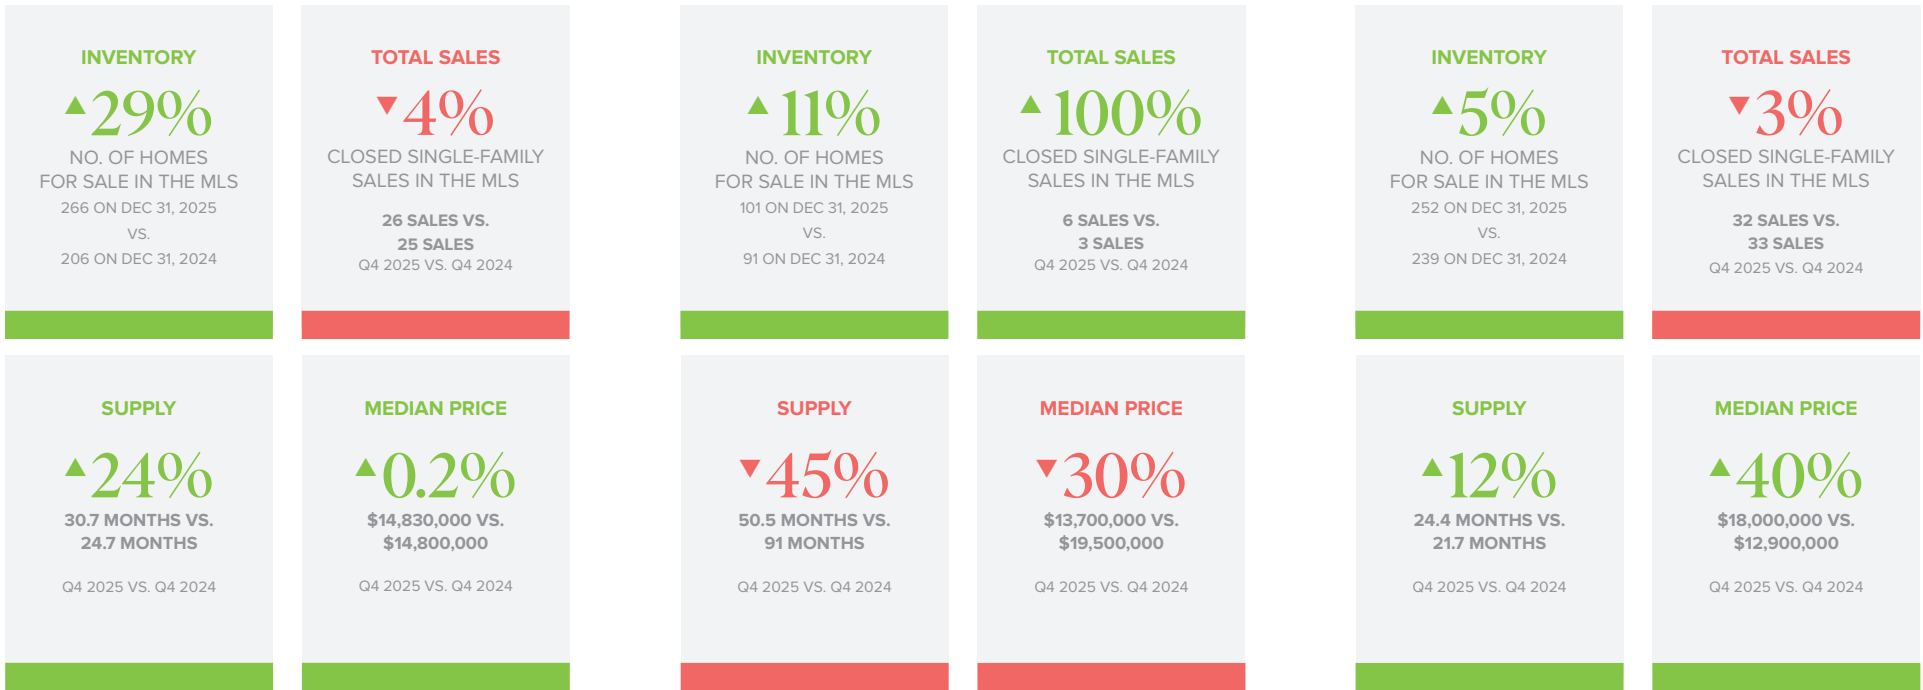 INVENTORY
▲29%
NO. OF HOMES
FOR SALE IN THE MLS
266 ON DEC 31, 2025
VS.
206 ON DEC 31, 2024
TOTAL SALES
▼4%
CLOSED SINGLE-FAMILY
SALES IN THE MLS
26 SALES VS.
25 SALES
Q4 2025 VS. Q4 2024
SUPPLY
▲24%
30.7 MONTHS VS.
24.7 MONTHS
Q4 2025 VS. Q4 2024
MEDIAN PRICE
▲0.2%
$14,830,000 VS.
$14,800,000
Q4 2025 VS. Q4 2024
INVENTORY
▲11%
NO. OF HOMES
FOR SALE IN THE MLS
101 ON DEC 31, 2025
VS.
91 ON DEC 31, 2024
TOTAL SALES
▲100%
CLOSED SINGLE-FAMILY
SALES IN THE MLS
6 SALES VS.
3 SALES
Q4 2025 VS. Q4 2024
SUPPLY
▼45%
50.5 MONTHS VS.
91 MONTHS
Q4 2025 VS. Q4 2024
MEDIAN PRICE
▼30%
$13,700,000 VS.
$19,500,000
Q4 2025 VS. Q4 2024
INVENTORY
▲5%
NO. OF HOMES
FOR SALE IN THE MLS
252 ON DEC 31, 2025
VS.
239 ON DEC 31, 2024
TOTAL SALES
▼3%
CLOSED SINGLE-FAMILY
SALES IN THE MLS
32 SALES VS.
33 SALES
Q4 2025 VS. Q4 2024
SUPPLY
▲12%
24.4 MONTHS VS.
21.7 MONTHS
Q4 2025 VS. Q4 2024
MEDIAN PRICE
▲40%
$18,000,000 VS.
$12,900,000
Q4 2025 VS. Q4 2024